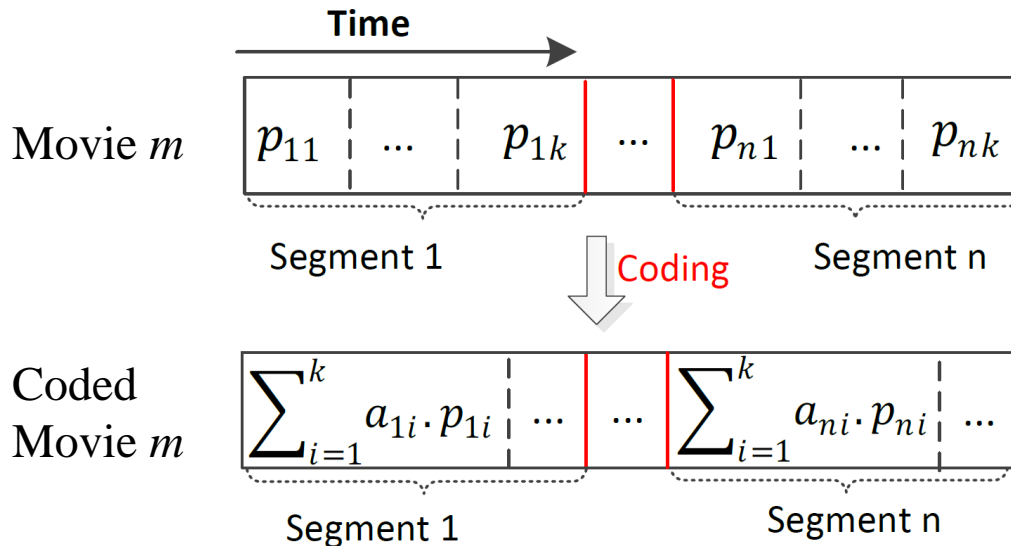 Time
Movie m
p₁₁ ... p₁ₖ ... pₙ₁ ... pₙₖ
Segment 1 Segment n
Coding
Coded
Movie m
∑ᵢ₌₁ᵏ a₁ᵢ.p₁ᵢ ... ... ∑ᵢ₌₁ᵏ aₙᵢ.pₙᵢ ...
Segment 1 Segment n